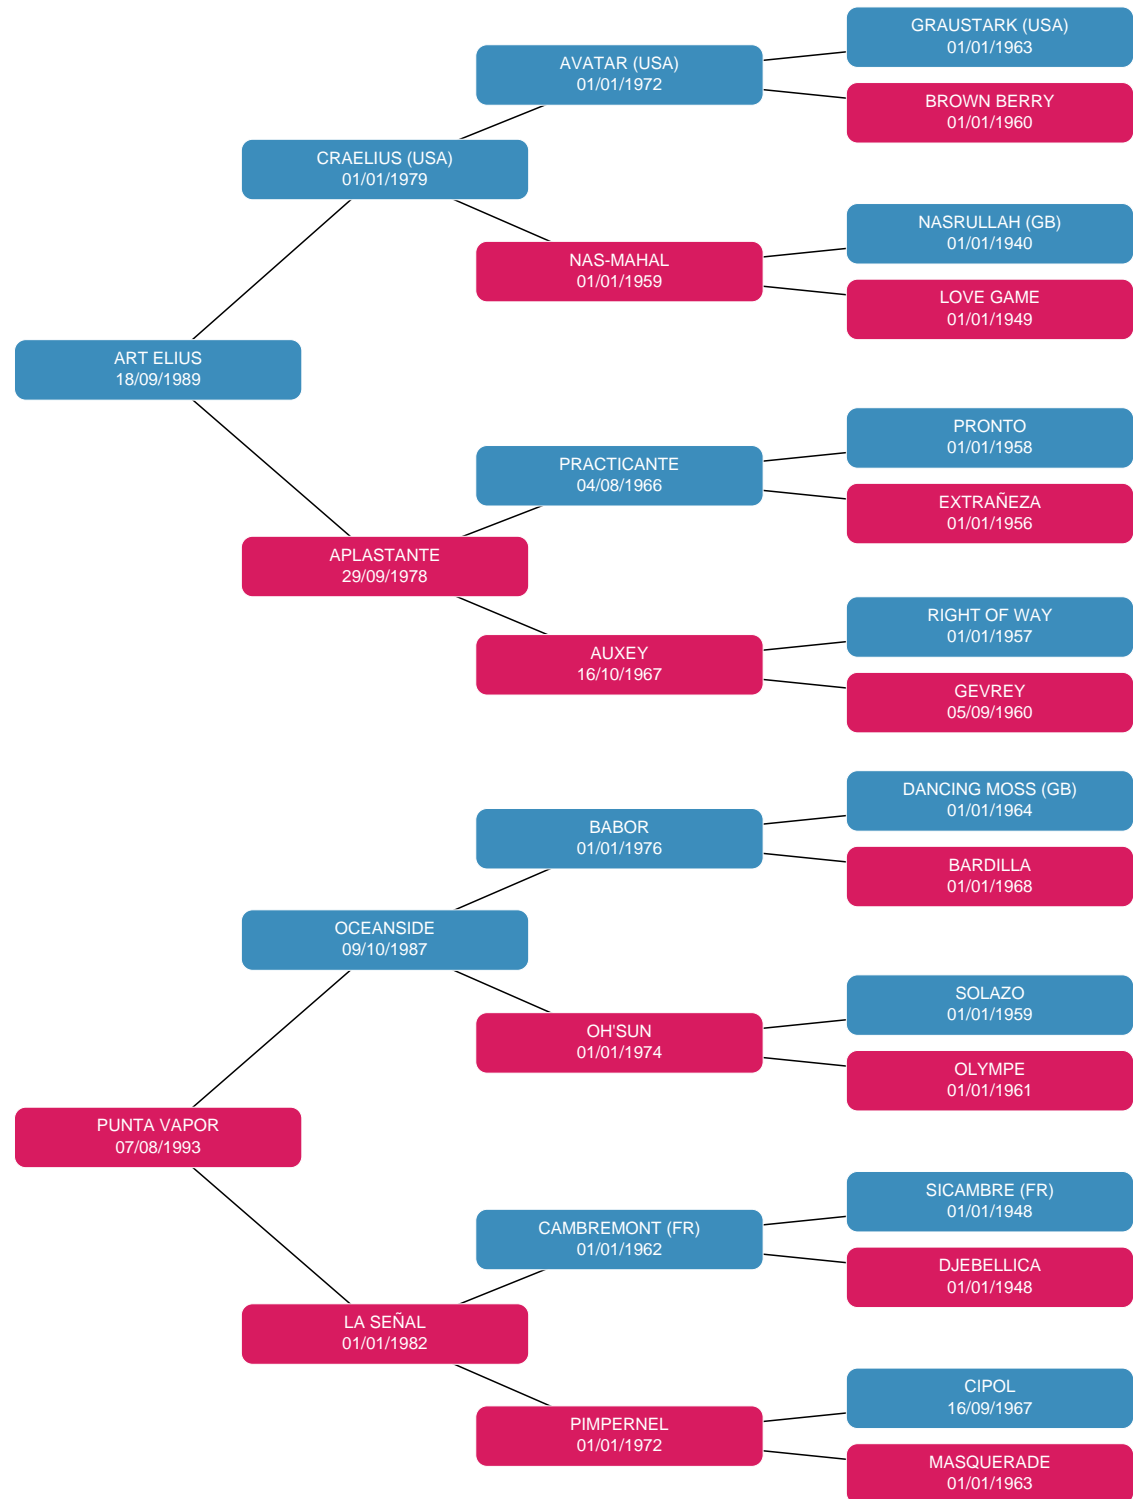 GRAUSTARK (USA)
01/01/1963
AVATAR (USA)
01/01/1972
BROWN BERRY
01/01/1960
CRAELIUS (USA)
01/01/1979
NASRULLAH (GB)
01/01/1940
NAS-MAHAL
01/01/1959
LOVE GAME
01/01/1949
ART ELIUS
18/09/1989
PRONTO
01/01/1958
PRACTICANTE
04/08/1966
EXTRAÑEZA
01/01/1956
APLASTANTE
29/09/1978
RIGHT OF WAY
01/01/1957
AUXEY
16/10/1967
GEVREY
05/09/1960
DANCING MOSS (GB)
01/01/1964
BABOR
01/01/1976
BARDILLA
01/01/1968
OCEANSIDE
09/10/1987
SOLAZO
01/01/1959
OH'SUN
01/01/1974
OLYMPE
01/01/1961
PUNTA VAPOR
07/08/1993
SICAMBRE (FR)
01/01/1948
CAMBREMONT (FR)
01/01/1962
DJEBELLICA
01/01/1948
LA SEÑAL
01/01/1982
CIPOL
16/09/1967
PIMPERNEL
01/01/1972
MASQUERADE
01/01/1963